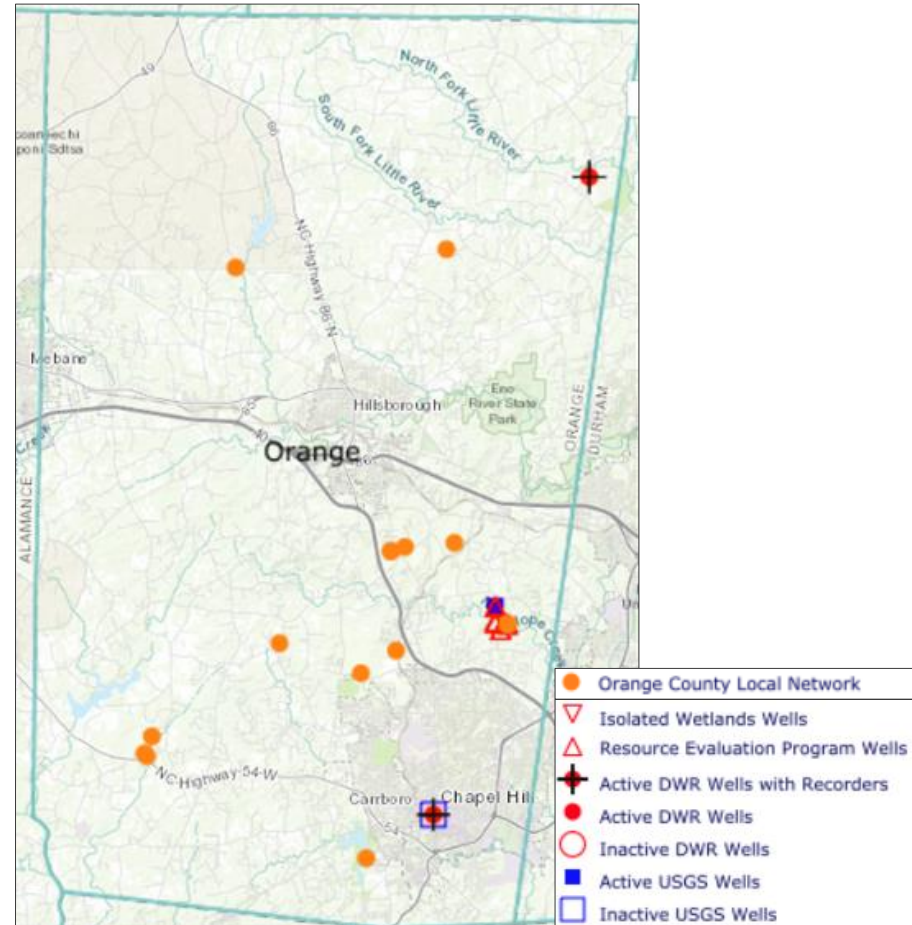 49
86
North Fork Little River
South Fork Little River
NC-Highway-86-N
Mebane
Hillsborough
Eno
River State
Park
ORANGE
DURHAM
Orange
40
ALAMANCE
Creek
NC-Highway-54-W
Carrboro
Chapel Hill
54
Orange County Local Network
Isolated Wetlands Wells
Resource Evaluation Program Wells
Active DWR Wells with Recorders
Active DWR Wells
Inactive DWR Wells
Active USGS Wells
Inactive USGS Wells